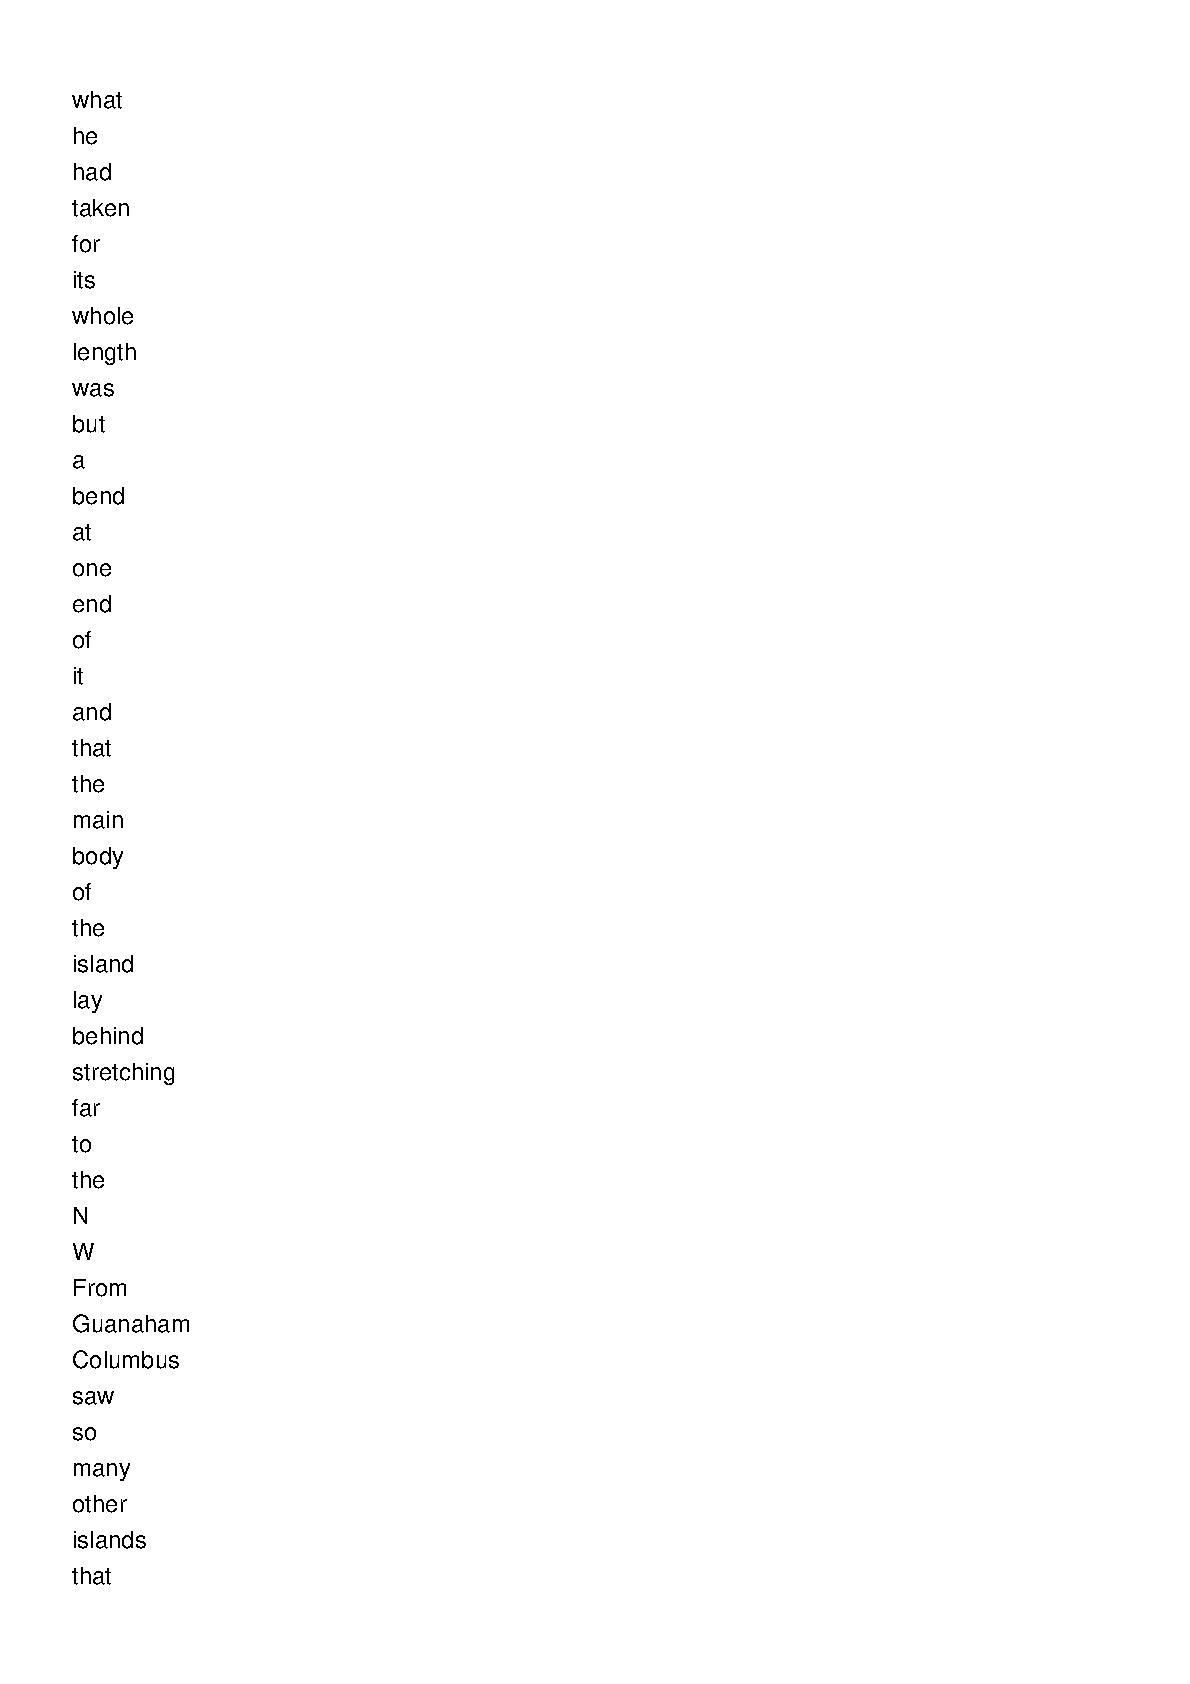 what
he
had
taken
for
its
whole
length
was
but
a
bend
at
one
end
of
it
and
that
the
main
body
of
the
island
lay
behind
stretching
far
to
the
N
W
From
Guanaham
Columbus
saw
so
many
other
islands
that